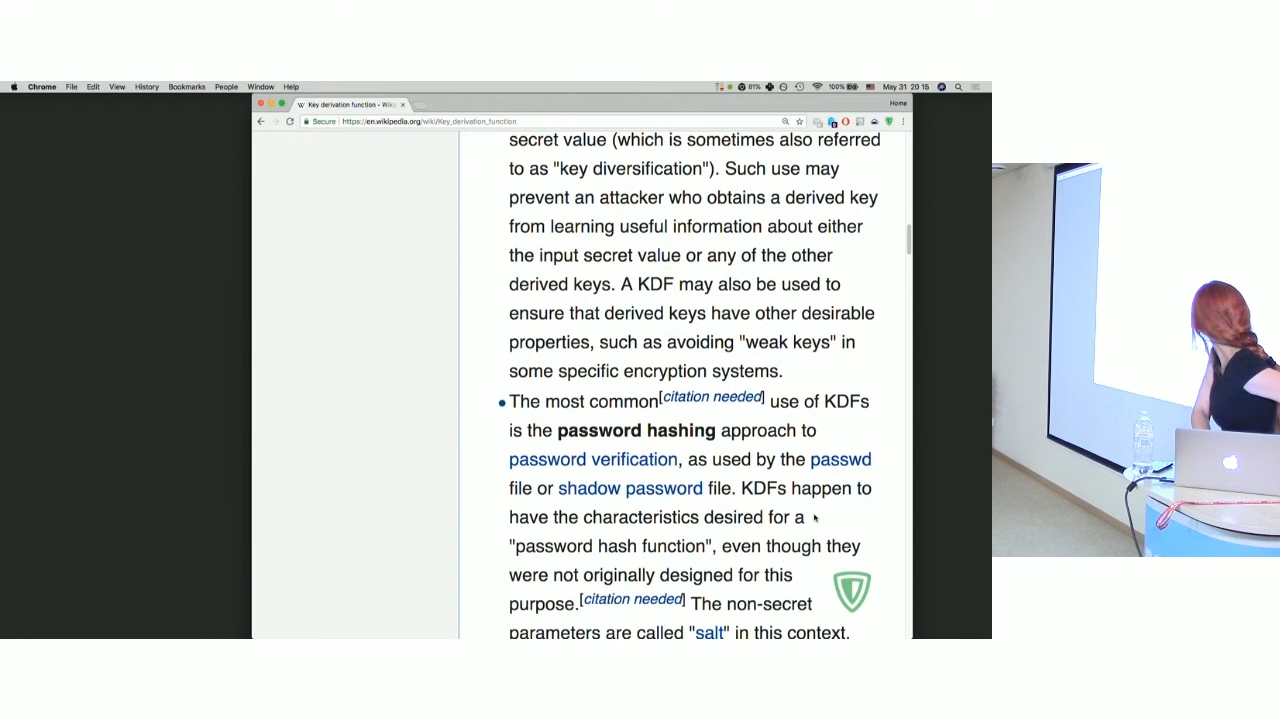 Chrome File Edit View History Bookmarks People Window Help
81% 100% May 31 20 15
Key derivation function - Wiki
Home
Secure https://en.wikipedia.org/wiki/Key_derivation_function
secret value (which is sometimes also referred
to as "key diversification"). Such use may
prevent an attacker who obtains a derived key
from learning useful information about either
the input secret value or any of the other
derived keys. A KDF may also be used to
ensure that derived keys have other desirable
properties, such as avoiding "weak keys" in
some specific encryption systems.
The most common[citation needed] use of KDFs
is the password hashing approach to
password verification, as used by the passwd
file or shadow password file. KDFs happen to
have the characteristics desired for a
"password hash function", even though they
were not originally designed for this
purpose.[citation needed] The non-secret
parameters are called "salt" in this context.